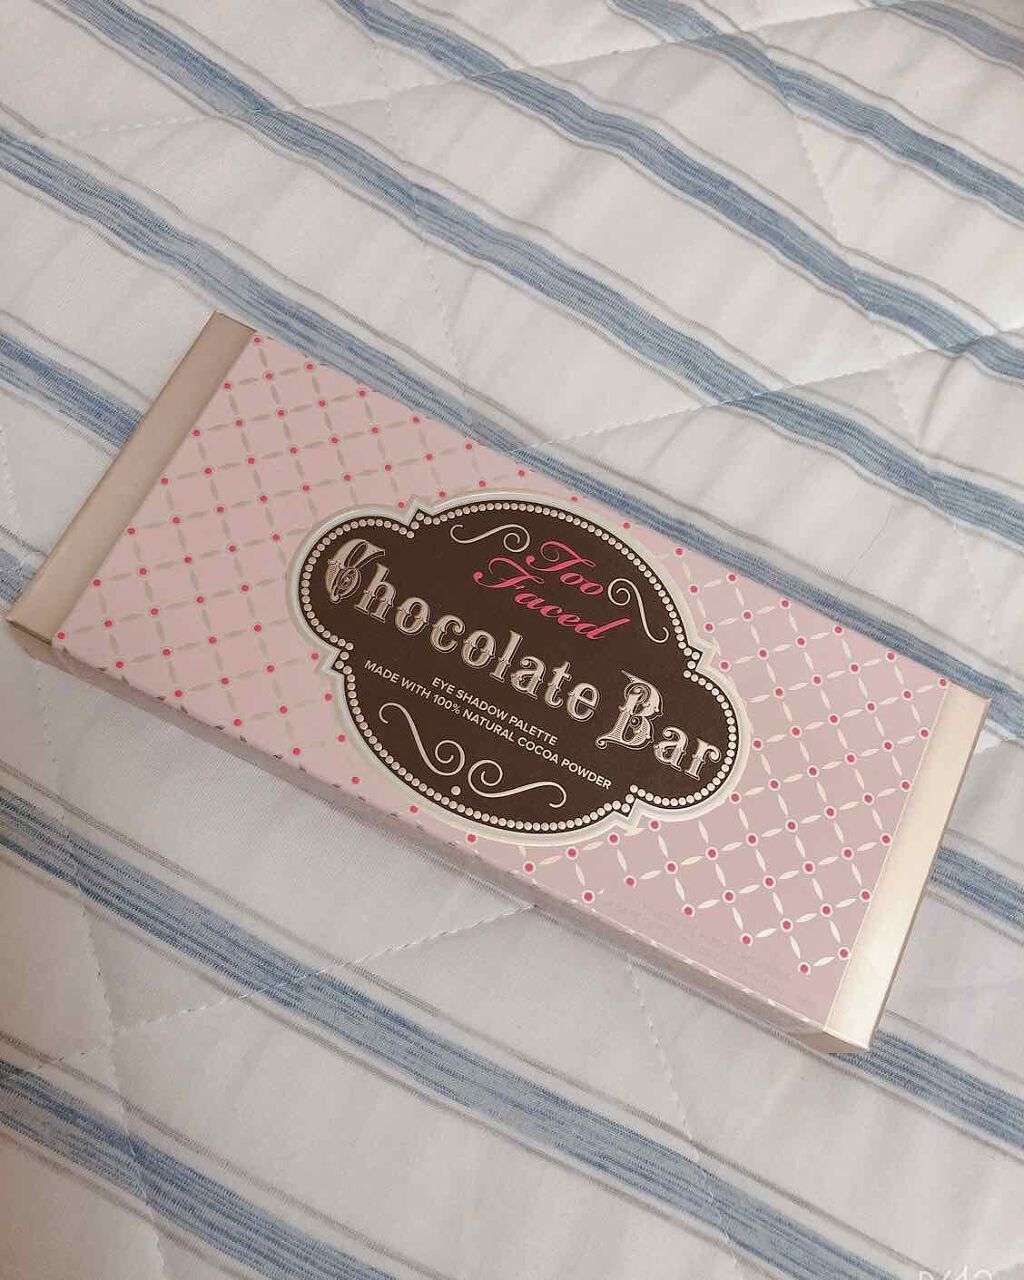 Too
Faced
Chocolate Bar
EYE SHADOW PALETTE
MADE WITH 100% NATURAL COCOA POWDER